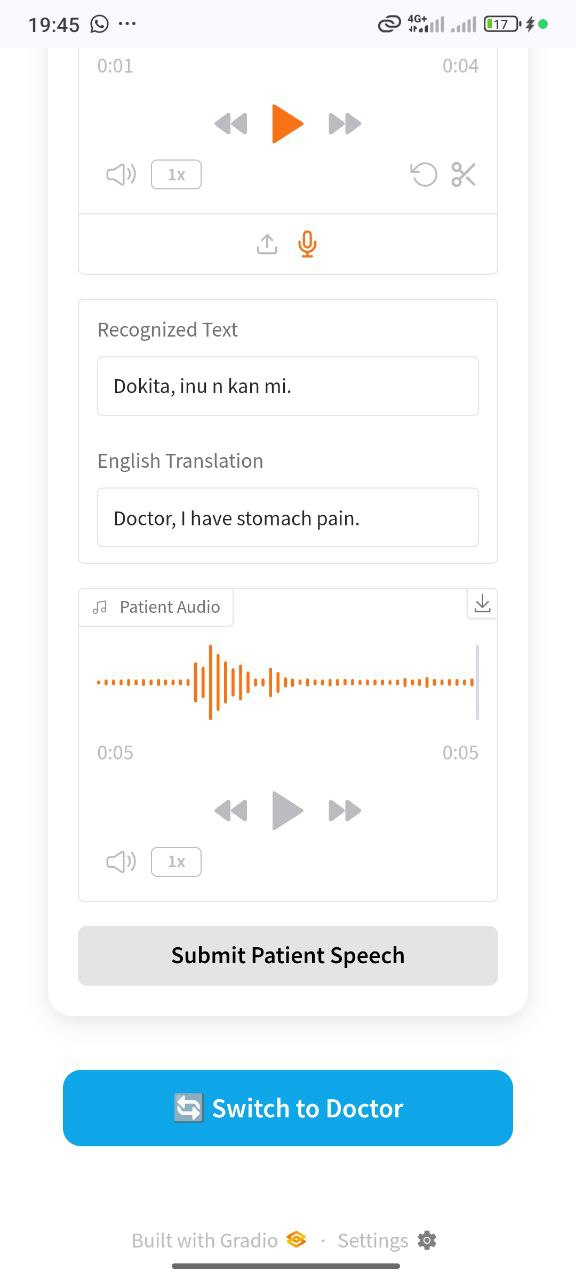 19:45
4G+
17
0:01
0:04
1x
Recognized Text
Dokita, inu n kan mi.
English Translation
Doctor, I have stomach pain.
Patient Audio
0:05
0:05
1x
Submit Patient Speech
Switch to Doctor
Built with Gradio · Settings